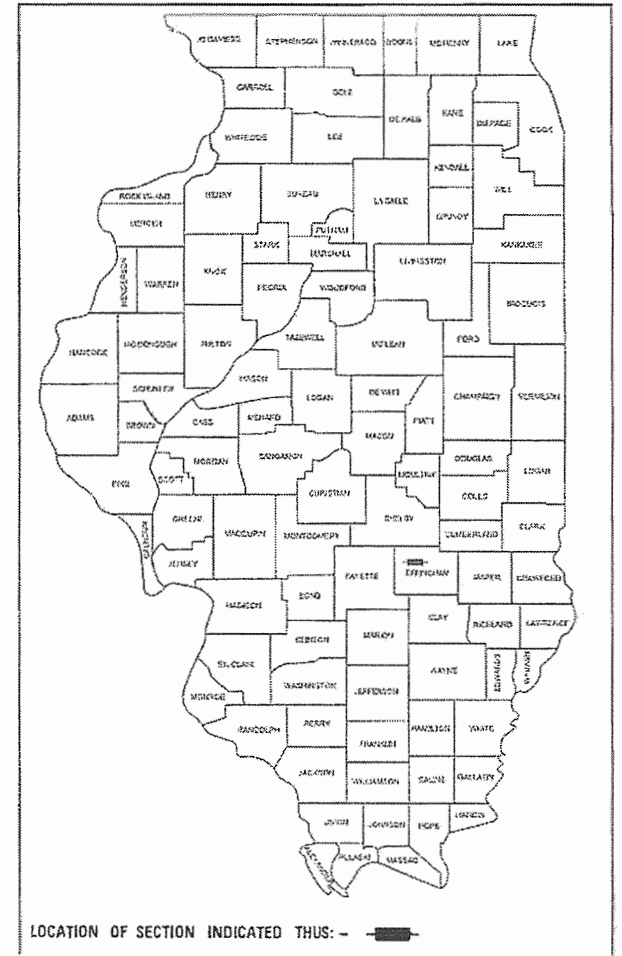 JO DAVIESS STEPHENSON WINNEBAGO BOONE McHENRY LAKE
CARROLL OGLE DE KALB KANE DUPAGE COOK
WHITESIDE LEE KENDALL WILL
ROCK ISLAND HENRY BUREAU LA SALLE GRUNDY
MERCER STARK PUTNAM MARSHALL KANKAKEE
HENDERSON WARREN KNOX PEORIA WOODFORD LIVINGSTON IROQUOIS
HANCOCK McDONOUGH FULTON TAZEWELL McLEAN FORD
SCHUYLER MASON LOGAN DE WITT CHAMPAIGN VERMILION
ADAMS BROWN CASS MENARD MACON PIATT
PIKE SCOTT MORGAN SANGAMON MOULTRIE DOUGLAS EDGAR
CHRISTIAN COLES
CALHOUN GREENE MACOUPIN MONTGOMERY SHELBY CUMBERLAND CLARK
JERSEY FAYETTE EFFINGHAM JASPER CRAWFORD
MADISON BOND CLAY RICHLAND LAWRENCE
CLINTON MARION
ST. CLAIR WAYNE EDWARDS WABASH
MONROE WASHINGTON JEFFERSON
RANDOLPH PERRY HAMILTON WHITE
FRANKLIN
JACKSON WILLIAMSON SALINE GALLATIN
UNION JOHNSON POPE HARDIN
ALEXANDER PULASKI MASSAC
LOCATION OF SECTION INDICATED THUS: -